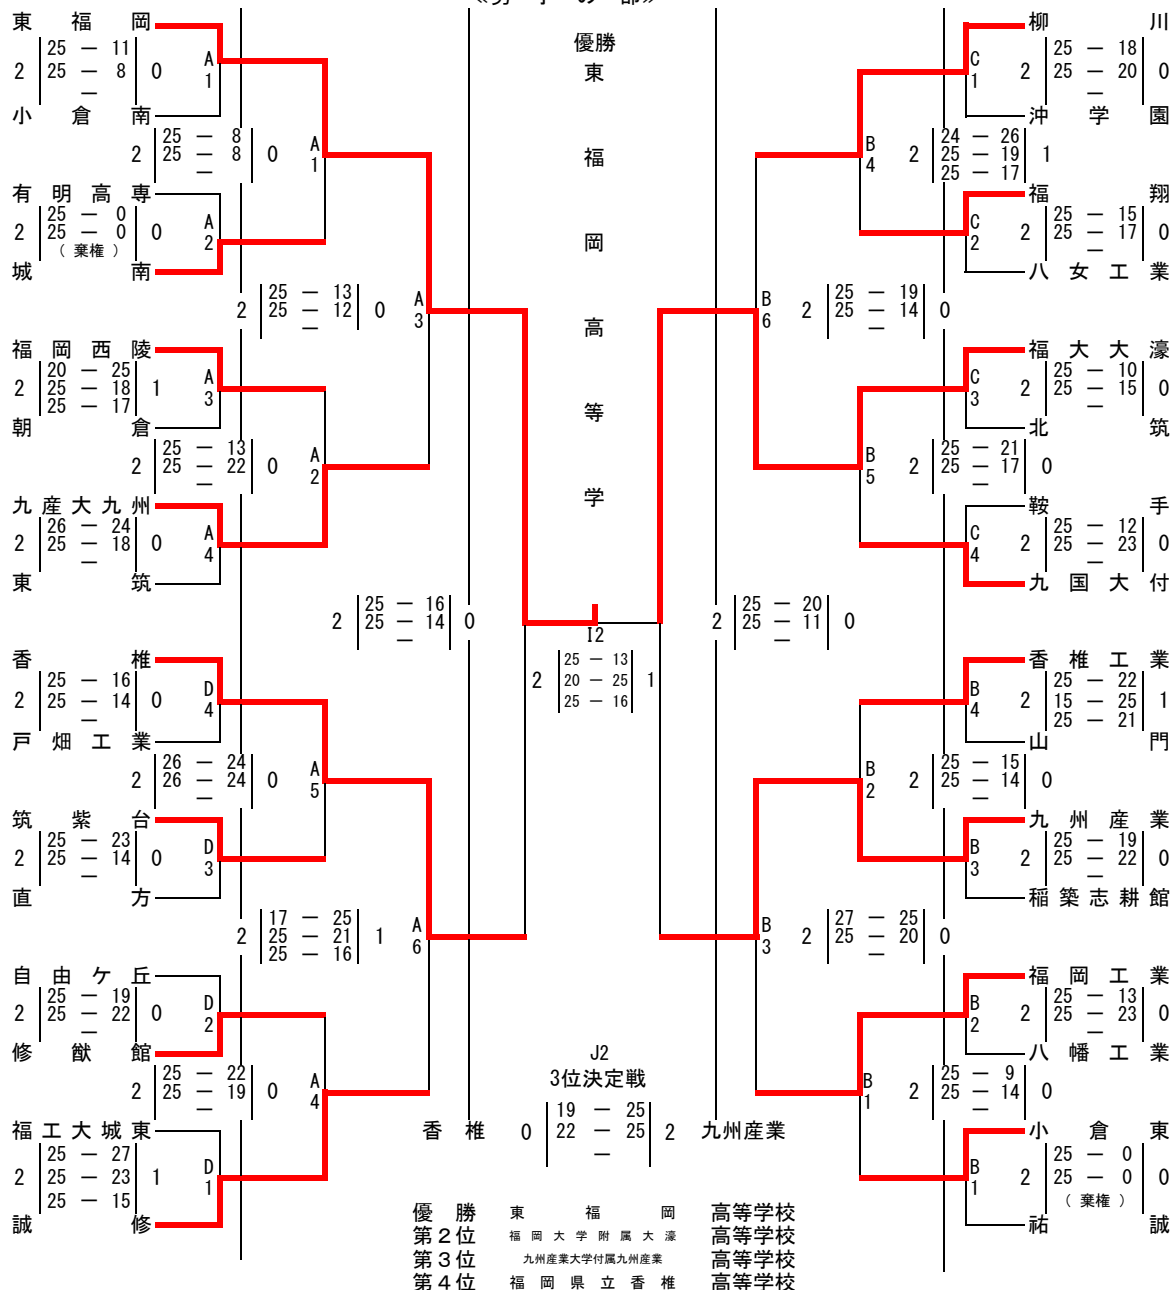 優勝
東
福
岡
高
等
学
東福岡
2 25 ― 11 0
25 ― 8
―
A1
小倉南
2 25 ― 8 0
25 ― 8
―
A1
有明高専
2 25 ― 0 0
25 ― 0
（ 棄権 ）
A2
城南
2 25 ― 13 0
25 ― 12
―
A3
福岡西陵
2 20 ― 25 1
25 ― 18
25 ― 17
A3
朝倉
2 25 ― 13 0
25 ― 22
―
A2
九産大九州
2 26 ― 24 0
25 ― 18
―
A4
東筑
2 25 ― 16 0
25 ― 14
―
香椎
2 25 ― 16 0
25 ― 14
―
D4
戸畑工業
2 26 ― 24 0
26 ― 24
―
A5
筑紫台
2 25 ― 23 0
25 ― 14
―
D3
直方
2 17 ― 25 1
25 ― 21
25 ― 16
A6
自由ケ丘
2 25 ― 19 0
25 ― 22
―
D2
修猷館
2 25 ― 22 0
25 ― 19
―
A4
福工大城東
2 25 ― 27 1
25 ― 23
25 ― 15
D1
誠修
I2
2 25 ― 13 1
20 ― 25
25 ― 16
柳川
C1
2 25 ― 18 0
25 ― 20
―
沖学園
B4
2 24 ― 26 1
25 ― 19
25 ― 17
福翔
C2
2 25 ― 15 0
25 ― 17
―
八女工業
B6
2 25 ― 19 0
25 ― 14
―
福大大濠
C3
2 25 ― 10 0
25 ― 15
―
北筑
B5
2 25 ― 21 0
25 ― 17
―
鞍手
C4
2 25 ― 12 0
25 ― 23
―
九国大付
2 25 ― 20 0
25 ― 11
―
香椎工業
B4
2 25 ― 22 1
15 ― 25
25 ― 21
山門
B2
2 25 ― 15 0
25 ― 14
―
九州産業
B3
2 25 ― 19 0
25 ― 22
―
稲築志耕館
B3
2 27 ― 25 0
25 ― 20
―
福岡工業
B2
2 25 ― 13 0
25 ― 23
―
八幡工業
B1
2 25 ― 9 0
25 ― 14
―
小倉東
B1
2 25 ― 0 0
25 ― 0
（ 棄権 ）
祐誠
J2
3位決定戦
香椎 0 19 ― 25 2 九州産業
22 ― 25
―
優勝 東福岡 高等学校
第２位 福岡大学附属大濠 高等学校
第３位 九州産業大学付属九州産業 高等学校
第４位 福岡県立香椎 高等学校